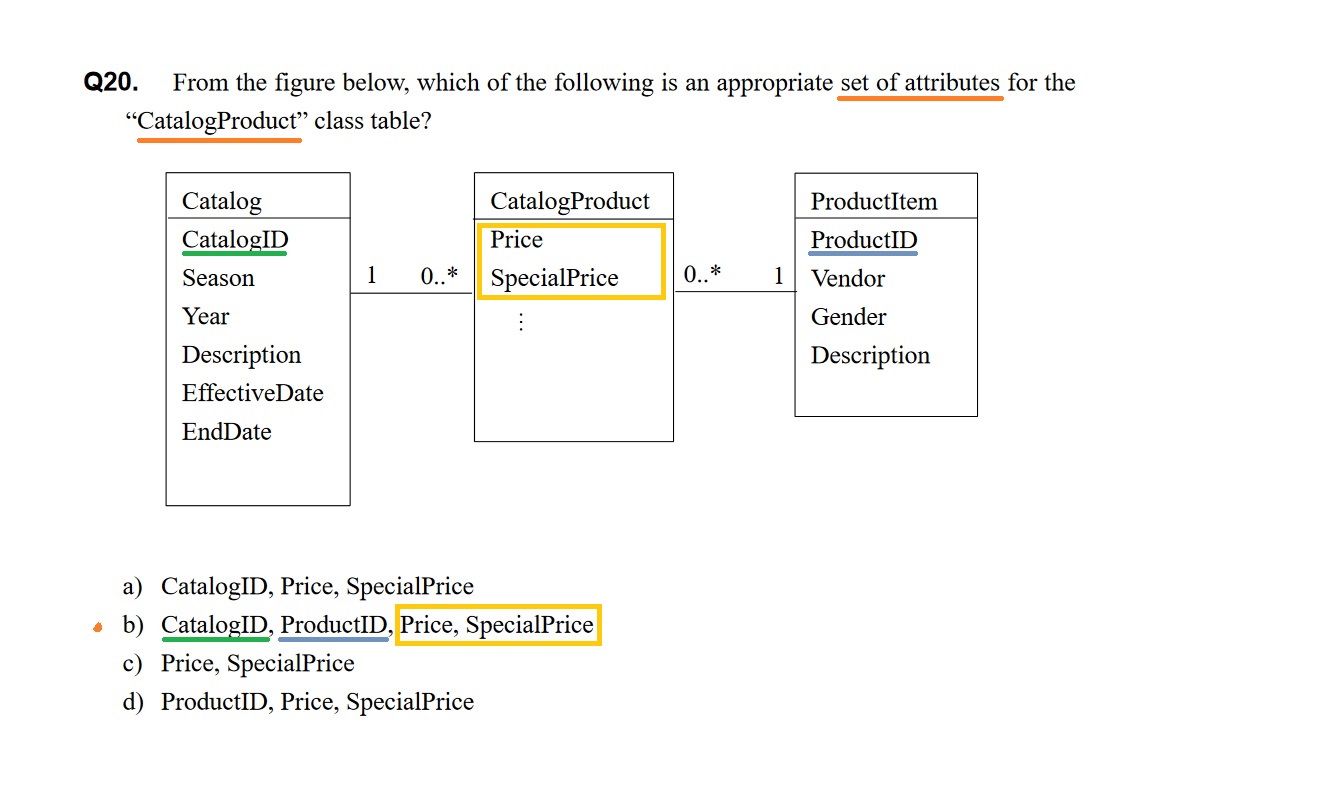 Q20. From the figure below, which of the following is an appropriate set of attributes for the
“CatalogProduct” class table?
Catalog
CatalogID
Season
Year
Description
EffectiveDate
EndDate
1 0..*
CatalogProduct
Price
SpecialPrice
⋮
0..* 1
ProductItem
ProductID
Vendor
Gender
Description
a) CatalogID, Price, SpecialPrice
b) CatalogID, ProductID, Price, SpecialPrice
c) Price, SpecialPrice
d) ProductID, Price, SpecialPrice